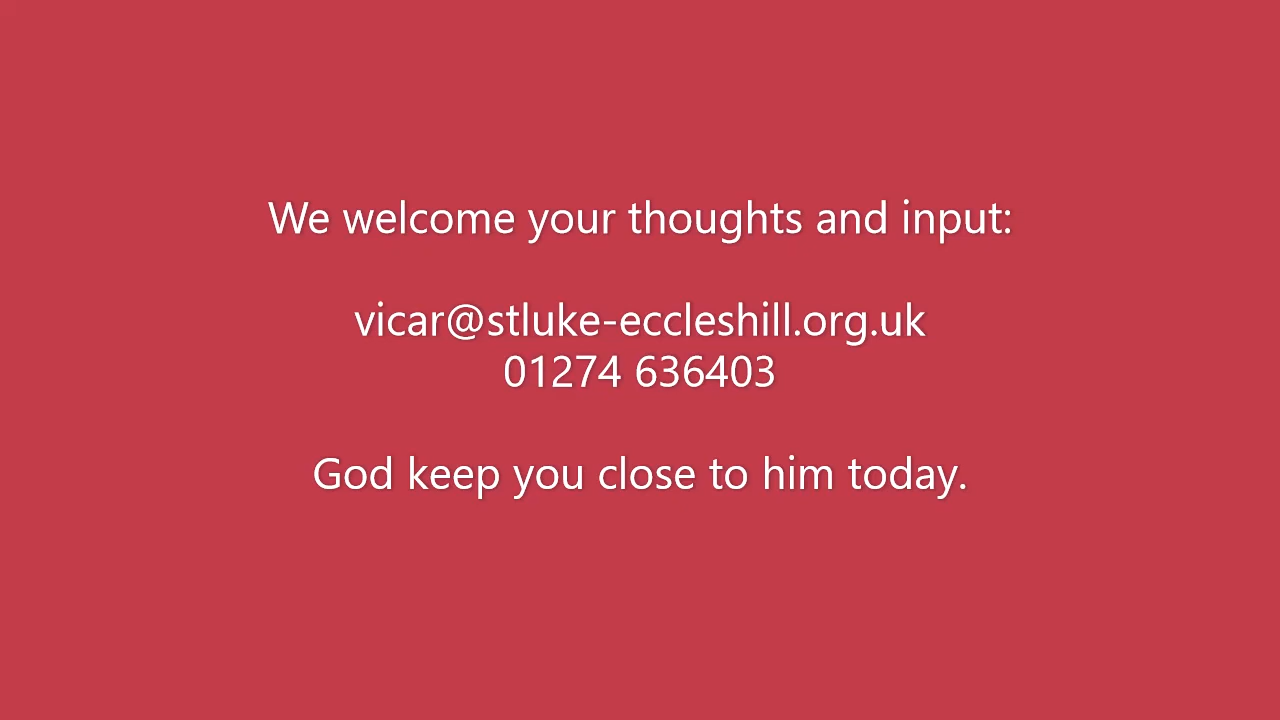 We welcome your thoughts and input:
vicar@stluke-eccleshill.org.uk
01274 636403
God keep you close to him today.